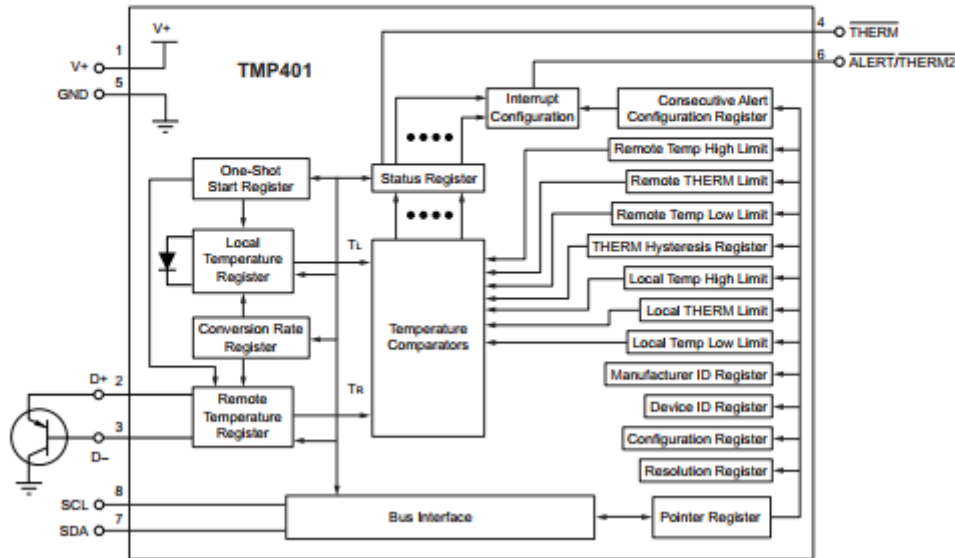 V+
1
V+
5
GND
TMP401
4
THERM
6
ALERT/THERM2
Interrupt
Configuration
Consecutive Alert
Configuration Register
One-Shot
Start Register
Status Register
Remote Temp High Limit
Remote THERM Limit
Remote Temp Low Limit
THERM Hysteresis Register
Local
Temperature
Register
TL
Local Temp High Limit
Local THERM Limit
Local Temp Low Limit
Conversion Rate
Register
Temperature
Comparators
Manufacturer ID Register
D+
2
Remote
Temperature
Register
TR
Device ID Register
3
D–
Configuration Register
Resolution Register
8
SCL
7
SDA
Bus Interface
Pointer Register